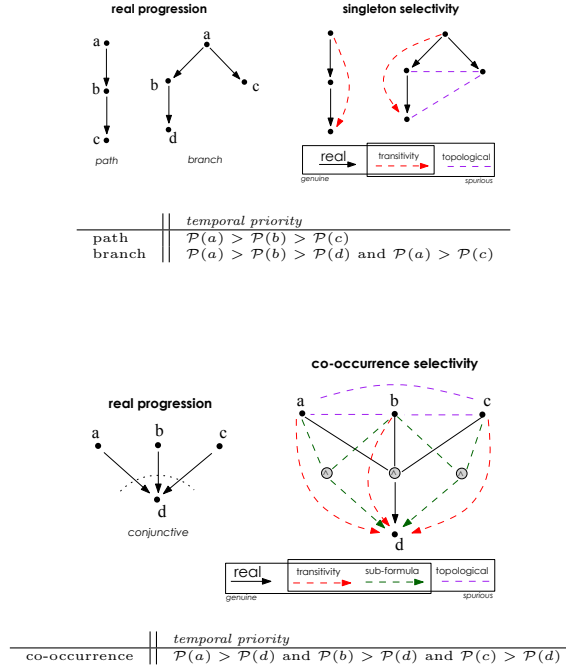 real progression
singleton selectivity
a
a
b
b
c
c
d
path
branch
real
transitivity
topological
genuine
spurious
temporal priority
path P(a) > P(b) > P(c)
branch P(a) > P(b) > P(d) and P(a) > P(c)
co-occurrence selectivity
real progression
a b c
a b c
∧ ∧ ∧
d
d
conjunctive
real
transitivity
sub-formula
topological
genuine
spurious
temporal priority
co-occurrence P(a) > P(d) and P(b) > P(d) and P(c) > P(d)